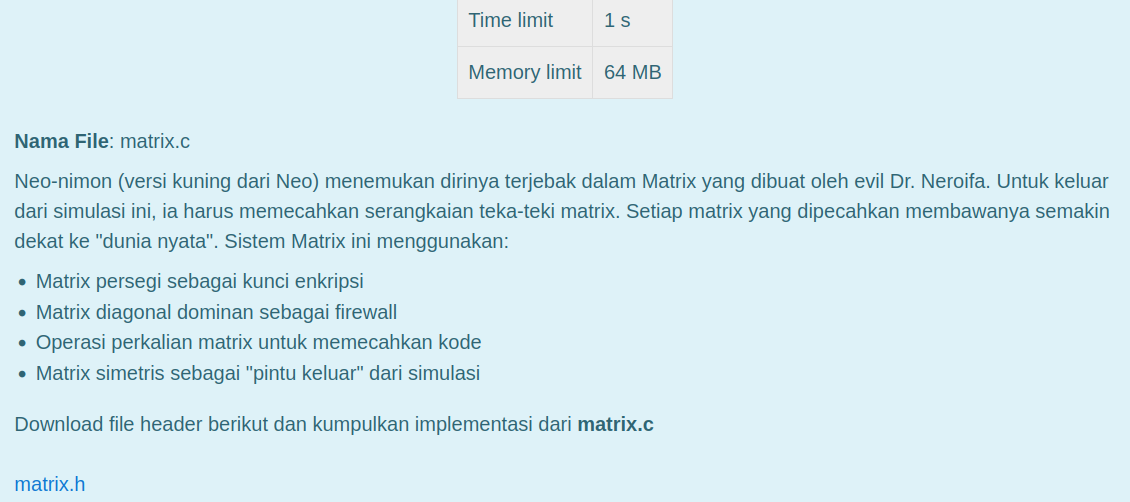 Time limit 1 s
Memory limit 64 MB
Nama File: matrix.c
Neo-nimon (versi kuning dari Neo) menemukan dirinya terjebak dalam Matrix yang dibuat oleh evil Dr. Neroifa. Untuk keluar
dari simulasi ini, ia harus memecahkan serangkaian teka-teki matrix. Setiap matrix yang dipecahkan membawanya semakin
dekat ke "dunia nyata". Sistem Matrix ini menggunakan:
• Matrix persegi sebagai kunci enkripsi
• Matrix diagonal dominan sebagai firewall
• Operasi perkalian matrix untuk memecahkan kode
• Matrix simetris sebagai "pintu keluar" dari simulasi
Download file header berikut dan kumpulkan implementasi dari matrix.c
matrix.h